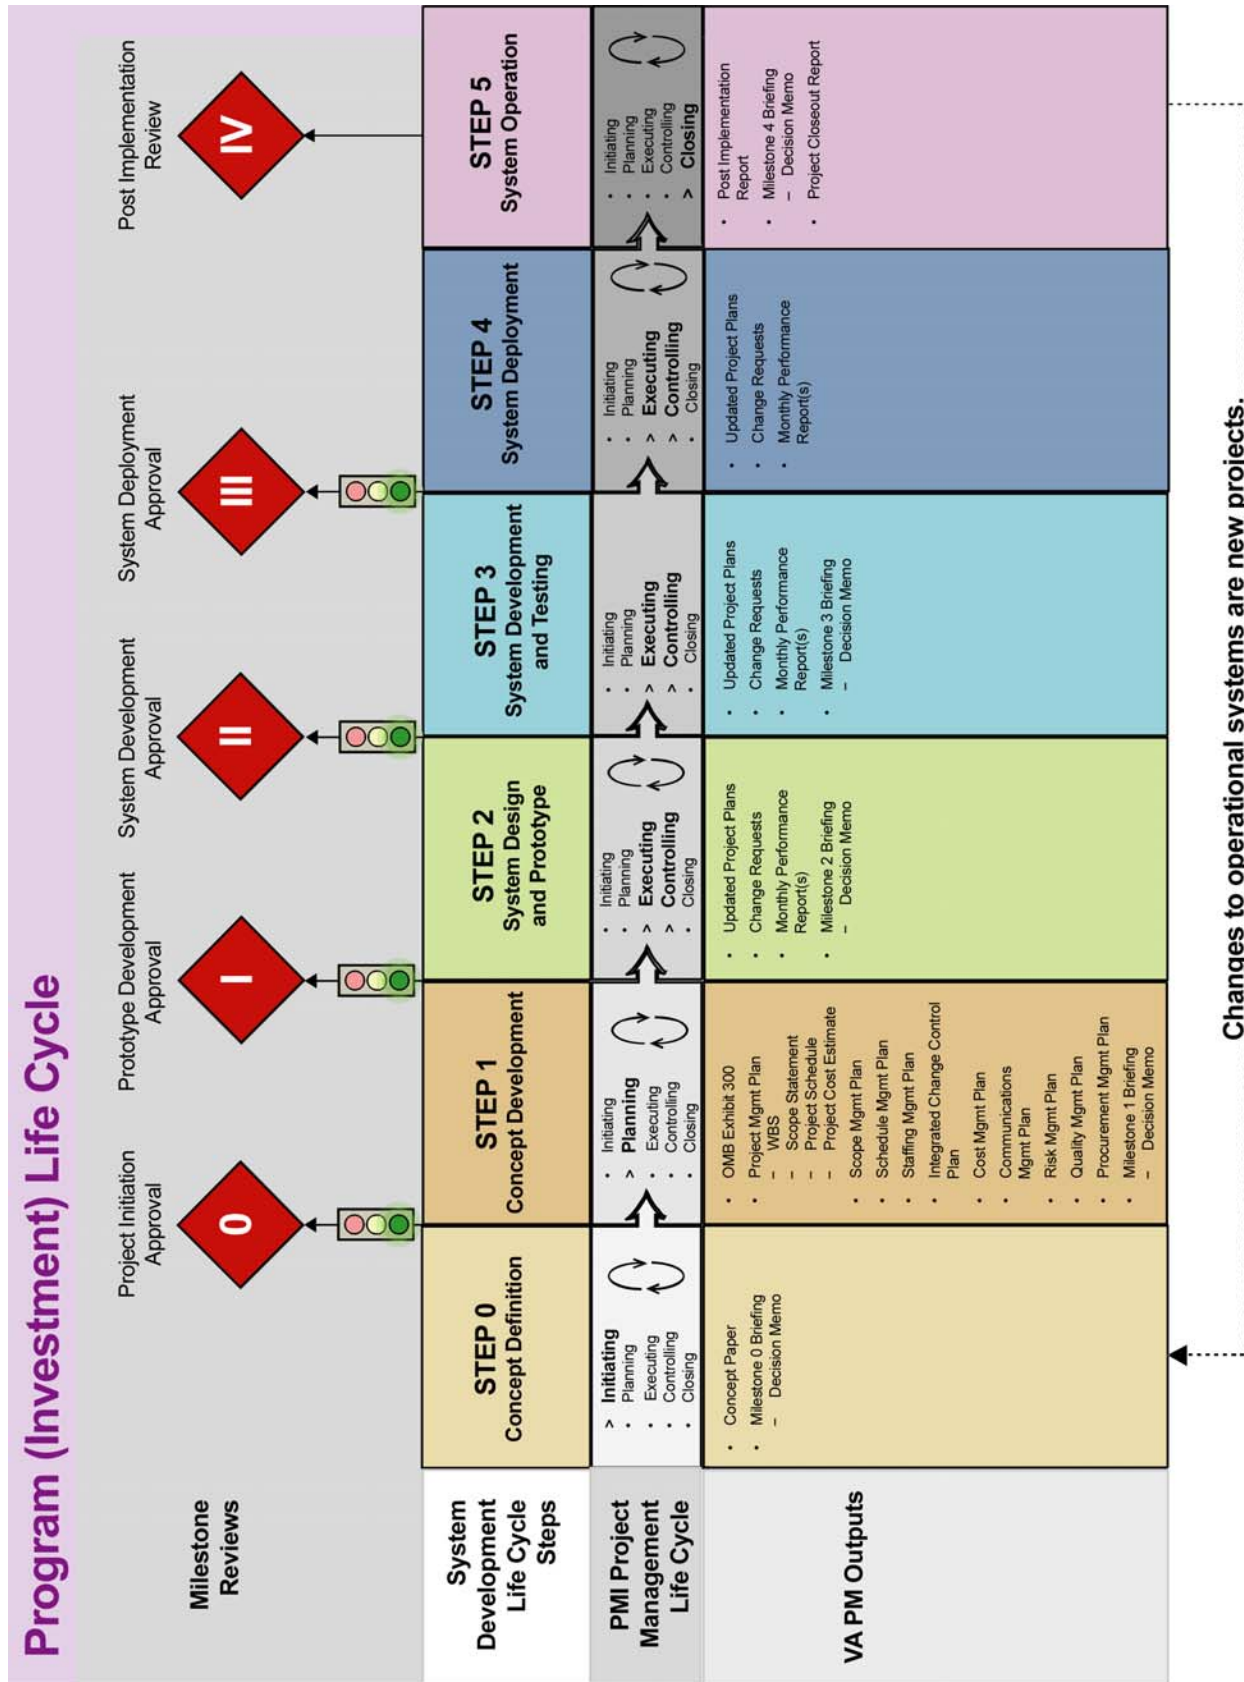 Program (Investment) Life Cycle
Milestone
Reviews
Project Initiation
Approval
0
Prototype Development
Approval
I
System Development
Approval
II
System Deployment
Approval
III
Post Implementation
Review
IV
System
Development
Life Cycle
Steps
STEP 0
Concept Definition
STEP 1
Concept Development
STEP 2
System Design
and Prototype
STEP 3
System Development
and Testing
STEP 4
System Deployment
STEP 5
System Operation
PMI Project
Management
Life Cycle
> Initiating
• Planning
• Executing
• Controlling
• Closing
• Initiating
> Planning
• Executing
• Controlling
• Closing
• Initiating
• Planning
> Executing
> Controlling
• Closing
• Initiating
• Planning
> Executing
> Controlling
• Closing
• Initiating
• Planning
> Executing
> Controlling
• Closing
• Initiating
• Planning
• Executing
• Controlling
> Closing
VA PM Outputs
• Concept Paper
• Milestone 0 Briefing
– Decision Memo
• OMB Exhibit 300
• Project Mgmt Plan
– WBS
– Scope Statement
– Project Schedule
– Project Cost Estimate
• Scope Mgmt Plan
• Schedule Mgmt Plan
• Staffing Mgmt Plan
• Integrated Change Control
Plan
• Cost Mgmt Plan
• Communications
Mgmt Plan
• Risk Mgmt Plan
• Quality Mgmt Plan
• Procurement Mgmt Plan
• Milestone 1 Briefing
– Decision Memo
• Updated Project Plans
• Change Requests
• Monthly Performance
Report(s)
• Milestone 2 Briefing
– Decision Memo
• Updated Project Plans
• Change Requests
• Monthly Performance
Report(s)
• Milestone 3 Briefing
– Decision Memo
• Updated Project Plans
• Change Requests
• Monthly Performance
Report(s)
• Post Implementation
Report
• Milestone 4 Briefing
– Decision Memo
• Project Closeout Report
Changes to operational systems are new projects.